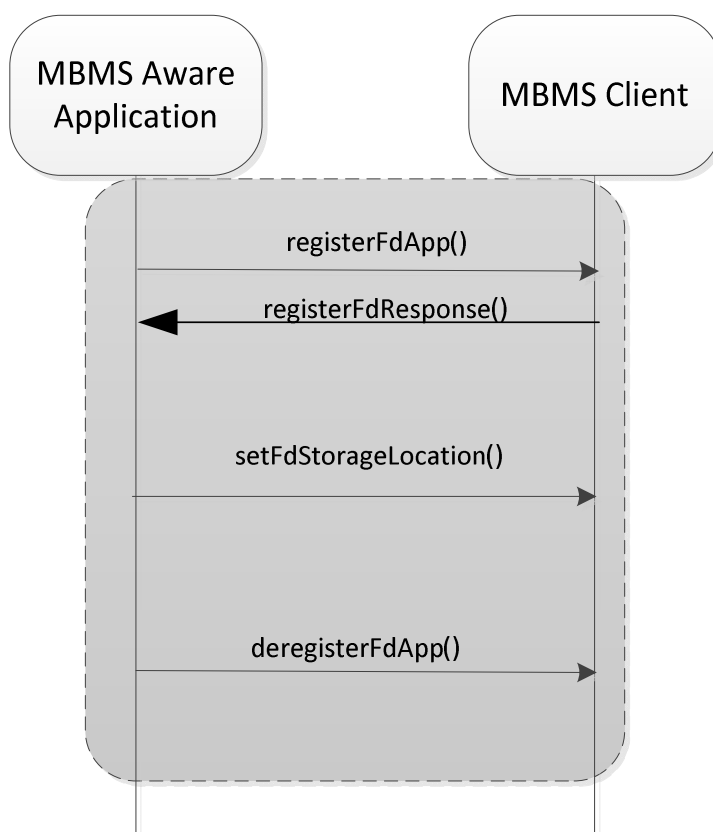 MBMS Aware
Application
MBMS Client
registerFdApp()
registerFdResponse()
setFdStorageLocation()
deregisterFdApp()